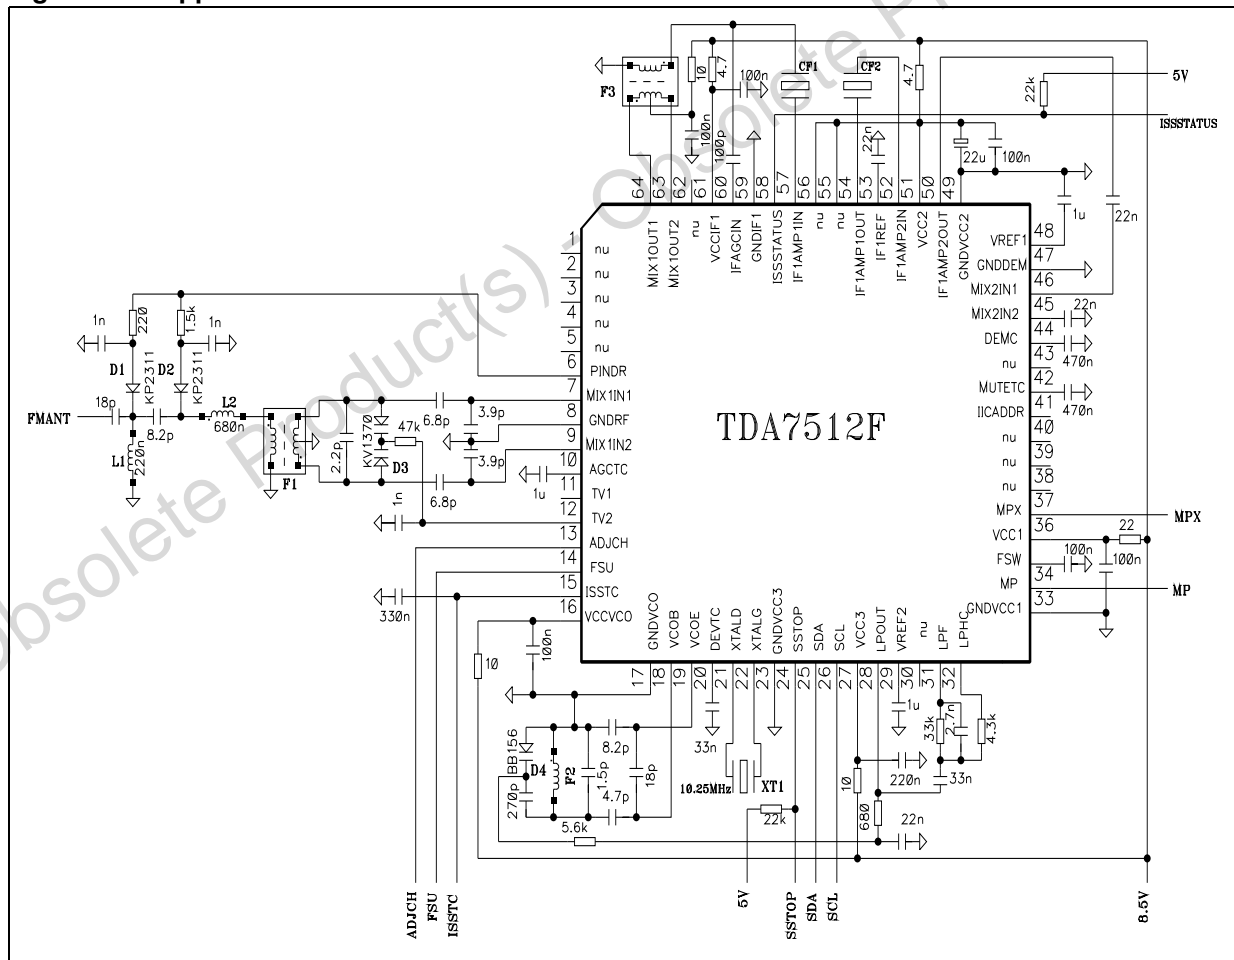 Obsolete Product(s) - Obsolete Pr
F3
10
4.7
100n
CF1
CF2
4.7
22k
5V
ISSSTATUS
100n
100p
22n
22u
100n
1u
22n
64
63
62
61
60
59
58
57
56
55
54
53
52
51
50
49
MIX1OUT1
MIX1OUT2
nu
VCCIF1
IFAGCIN
GNDIF1
ISSSTATUS
IF1AMP1IN
nu
nu
IF1AMP1OUT
IF1REF
IF1AMP2IN
VCC2
IF1AMP2OUT
GNDVCC2
1 nu
2 nu
3 nu
4 nu
5 nu
6 PINDR
7 MIX1IN1
8 GNDRF
9 MIX1IN2
10 AGCTC
11 TV1
12 TV2
13 ADJCH
14 FSU
15 ISSTC
16 VCCVCO
48 VREF1
47 GNDDEM
46 MIX2IN1
45 MIX2IN2
44 DEMC
43 nu
42 MUTETC
41 IICADDR
40 nu
39 nu
38 nu
37 MPX
36 VCC1
FSW
34 MP
33 GNDVCC1
22n
470n
470n
MPX
22
100n
100n
MP
TDA7512F
1n
220
1.5k
1n
D1
KP2311
D2
KP2311
18p
FMANT
8.2p
L2
680n
L1
220n
F1
2.2p
KV1370
47k
D3
6.8p
3.9p
3.9p
6.8p
1u
1n
330n
10
100n
GNDVCO
VCOB
VCOE
DEVTC
XTALD
XTALG
GNDVCC3
SSTOP
SDA
SCL
VCC3
LPOUT
VREF2
nu
LPF
LPHC
17
18
19
20
21
22
23
24
25
26
27
28
29
30
31
32
BB156
D4
F2
270p
1.5p
8.2p
4.7p
18p
5.6k
33n
10.25MHz
XT1
22k
10
220n
680
22n
1u
33k
2.7n
4.3k
33n
ADJCH
FSU
ISSTC
5V
SSTOP
SDA
SCL
8.5V